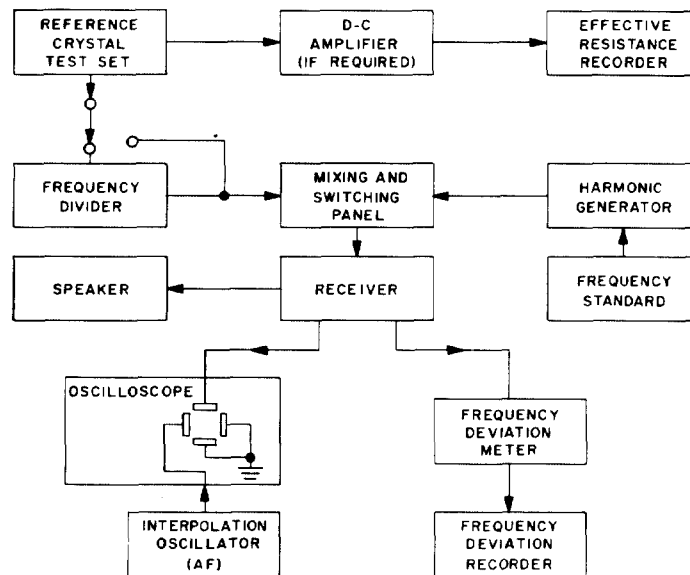 REFERENCE
CRYSTAL
TEST SET
D-C
AMPLIFIER
(IF REQUIRED)
EFFECTIVE
RESISTANCE
RECORDER
FREQUENCY
DIVIDER
MIXING AND
SWITCHING
PANEL
HARMONIC
GENERATOR
SPEAKER
RECEIVER
FREQUENCY
STANDARD
OSCILLOSCOPE
FREQUENCY
DEVIATION
METER
INTERPOLATION
OSCILLATOR
(AF)
FREQUENCY
DEVIATION
RECORDER